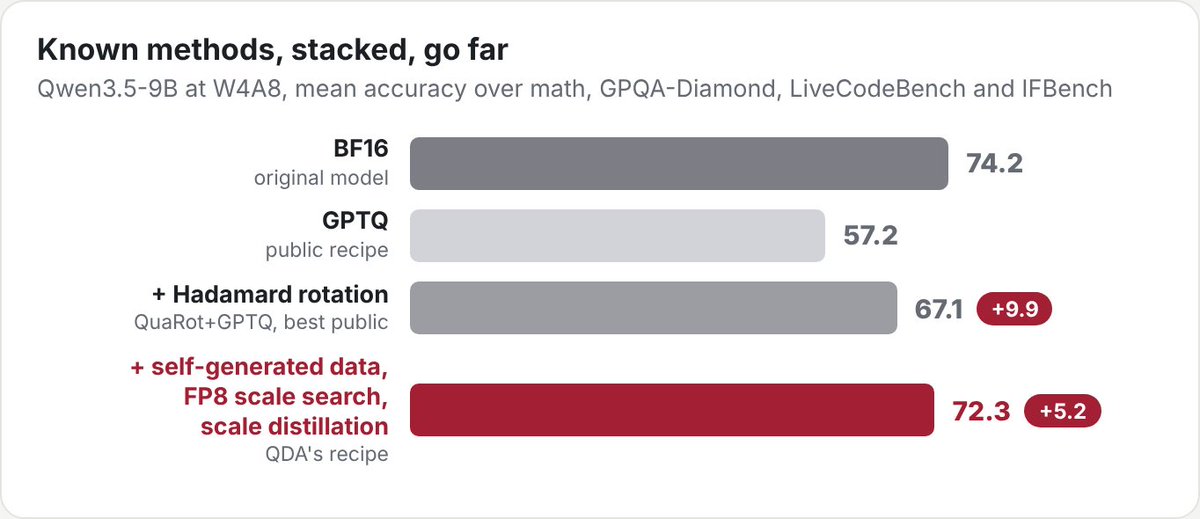 Known methods, stacked, go far
Qwen3.5-9B at W4A8, mean accuracy over math, GPQA-Diamond, LiveCodeBench and IFBench
BF16
original model
74.2
GPTQ
public recipe
57.2
+ Hadamard rotation
QuaRot+GPTQ, best public
67.1 +9.9
+ self-generated data,
FP8 scale search,
scale distillation
QDA's recipe
72.3 +5.2